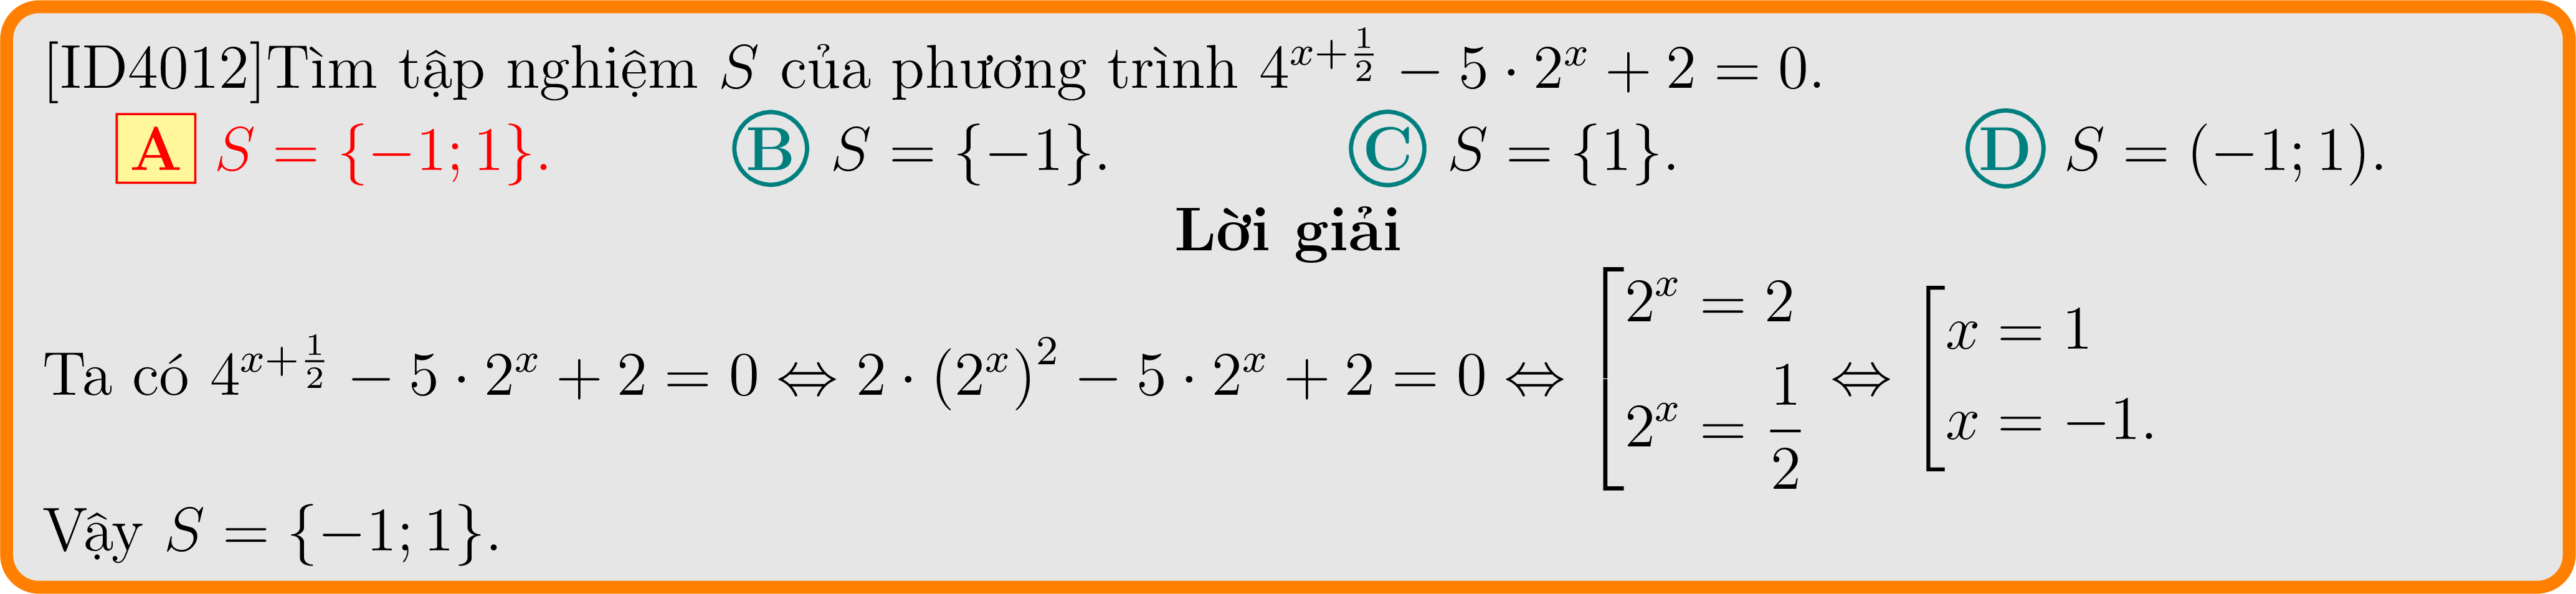 [ID4012]Tìm tập nghiệm S của phương trình $4^{x+\frac{1}{2}} - 5 \cdot 2^x + 2 = 0$.
A $S = \{-1; 1\}$. B $S = \{-1\}$. C $S = \{1\}$. D $S = (-1; 1)$.
Lời giải
Ta có $4^{x+\frac{1}{2}} - 5 \cdot 2^x + 2 = 0 \Leftrightarrow 2 \cdot (2^x)^2 - 5 \cdot 2^x + 2 = 0 \Leftrightarrow \left[\begin{array}{l} 2^x = 2 \\ 2^x = \dfrac{1}{2} \end{array}\right. \Leftrightarrow \left[\begin{array}{l} x = 1 \\ x = -1. \end{array}\right.$
Vậy $S = \{-1; 1\}$.